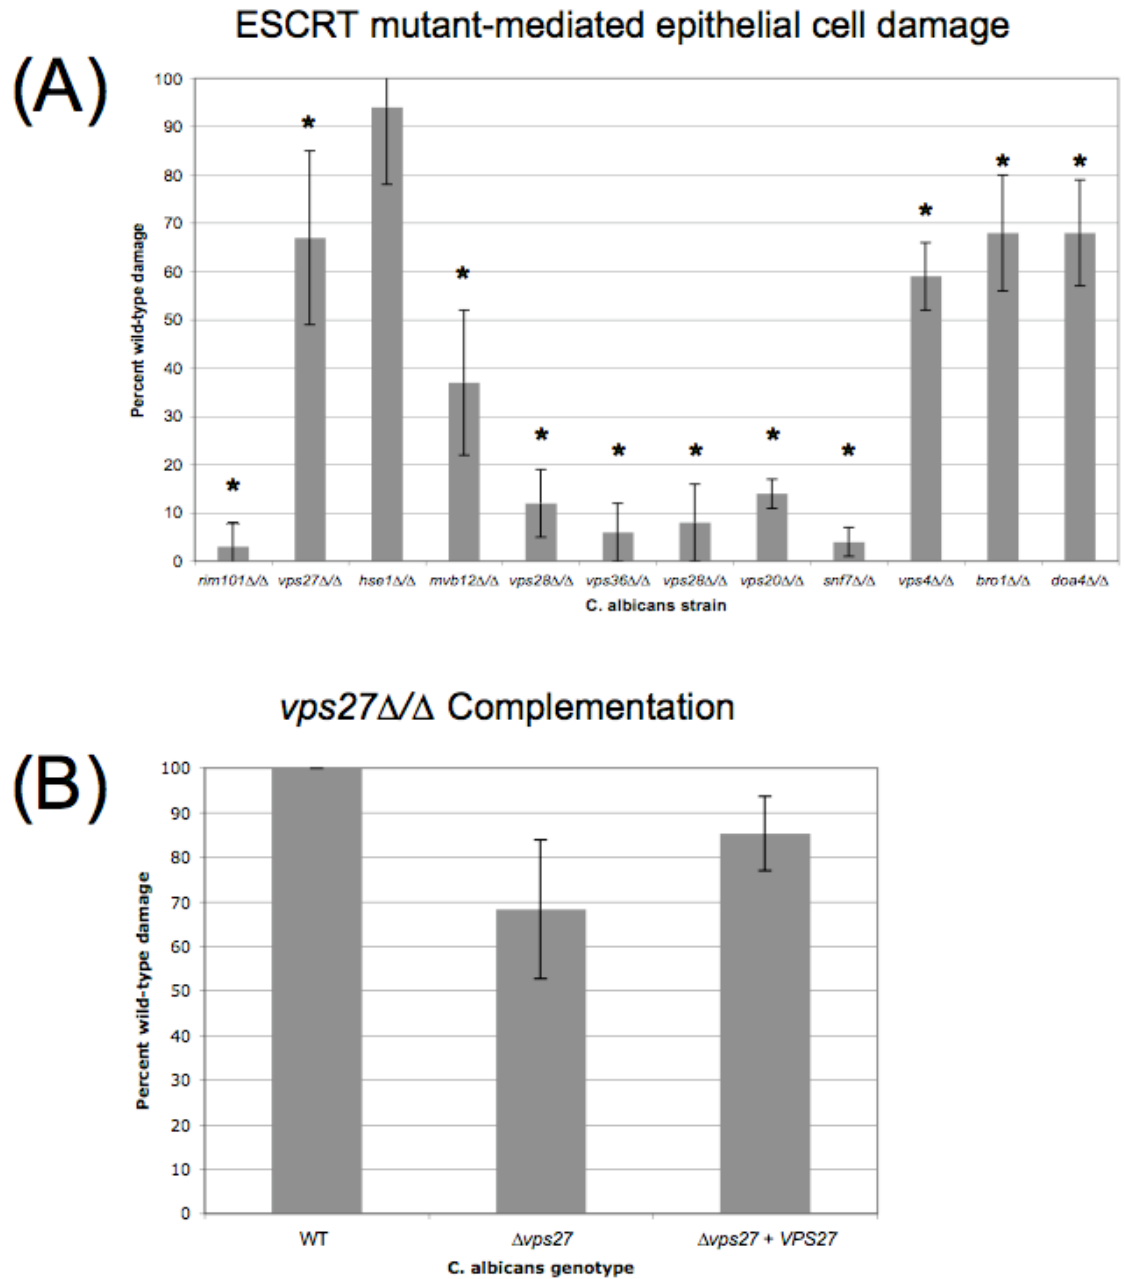 ESCRT mutant-mediated epithelial cell damage
(A)
100
90
80
70
60
50
40
30
20
10
0
Percent wild-type damage
* * * * * * * * * * *
rim101Δ/Δ vps27Δ/Δ hse1Δ/Δ mvb12Δ/Δ vps28Δ/Δ vps36Δ/Δ vps28Δ/Δ vps20Δ/Δ snf7Δ/Δ vps4Δ/Δ bro1Δ/Δ doa4Δ/Δ
C. albicans strain
vps27Δ/Δ Complementation
(B)
100
90
80
70
60
50
40
30
20
10
0
Percent wild-type damage
WT Δvps27 Δvps27 + VPS27
C. albicans genotype